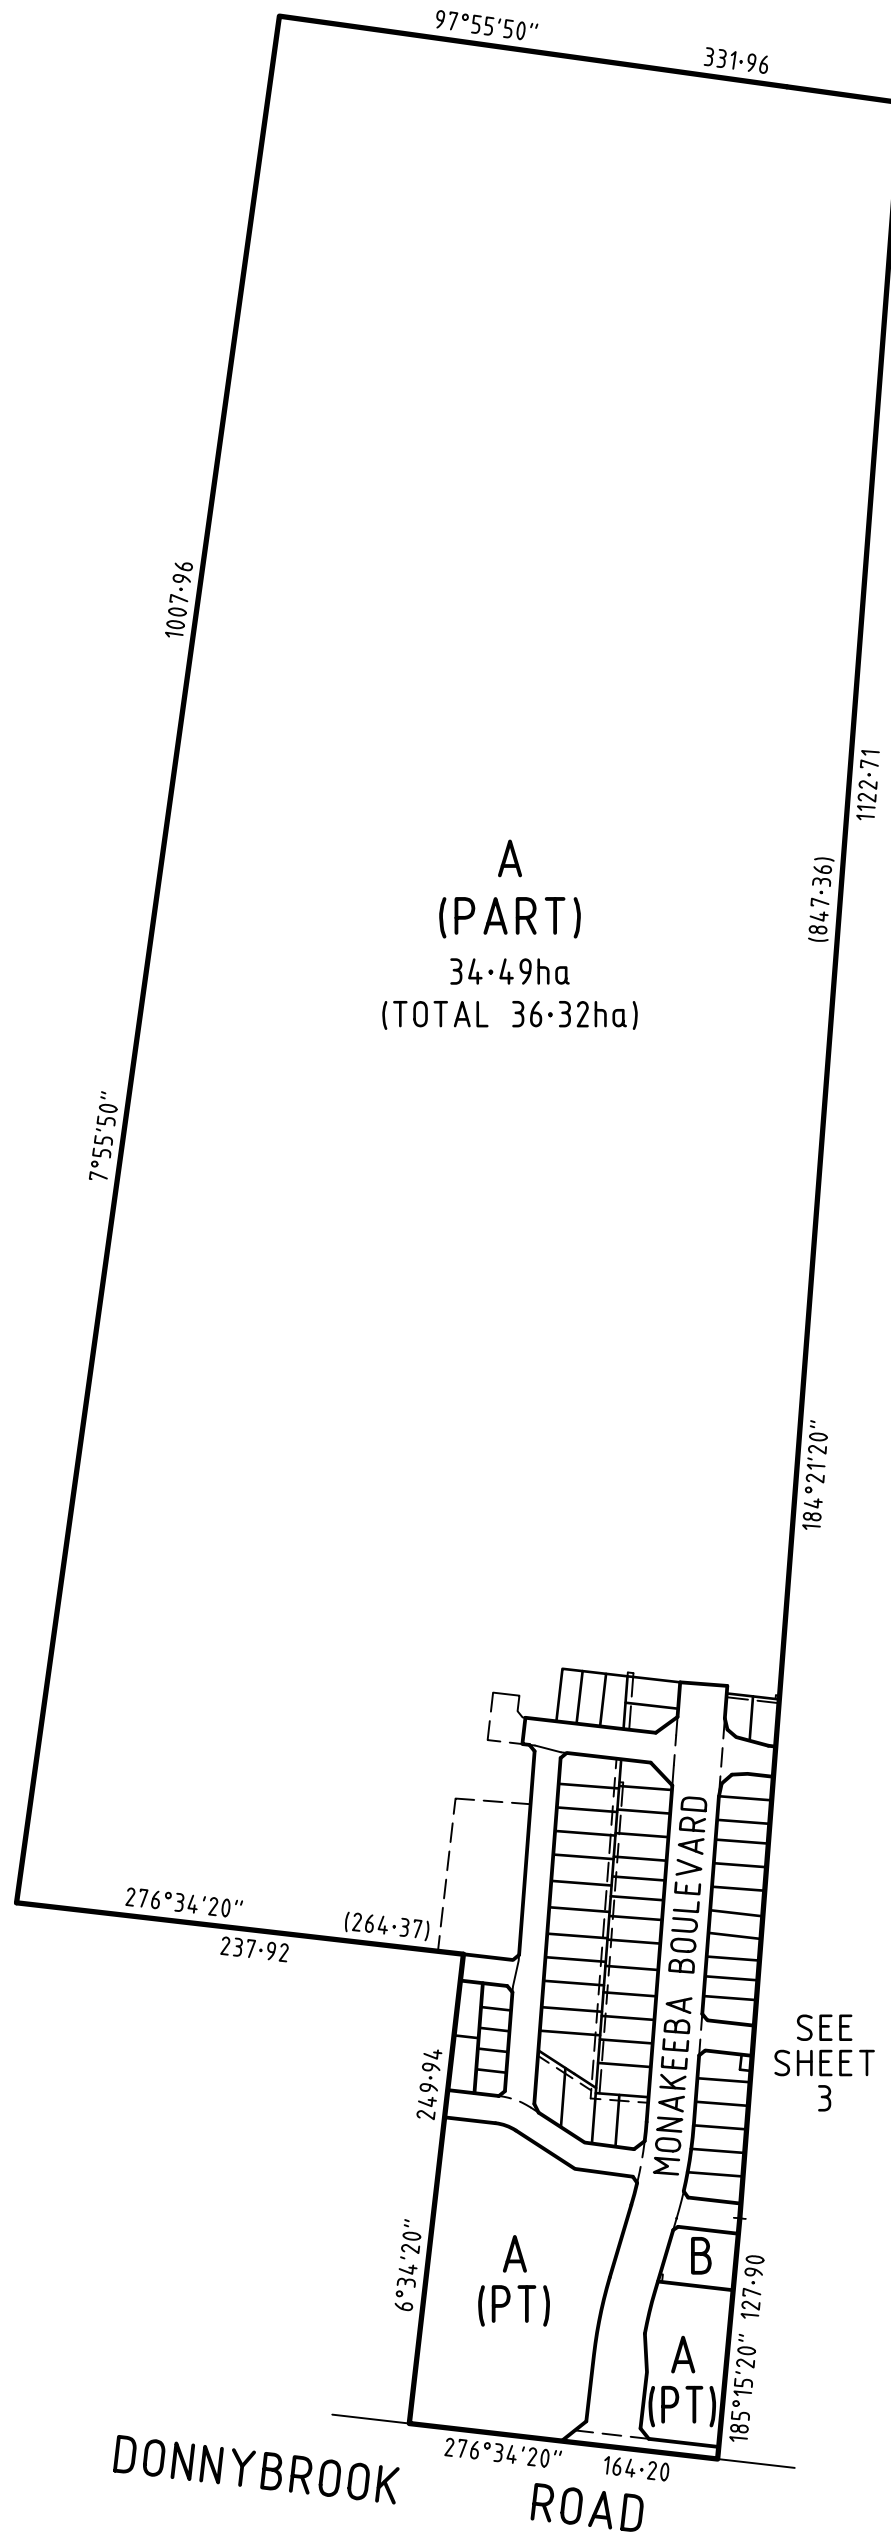 97°55'50"
331·96
1007·96
1122·71
(847·36)
A
(PART)
34·49ha
(TOTAL 36·32ha)
7°55'50"
184°21'20"
276°34'20"
(264·37)
237·92
MONAKEEBA BOULEVARD
SEE
SHEET
3
249·94
6°34'20"
A
(PT)
B
127·90
185°15'20"
A
(PT)
276°34'20"
164·20
DONNYBROOK ROAD